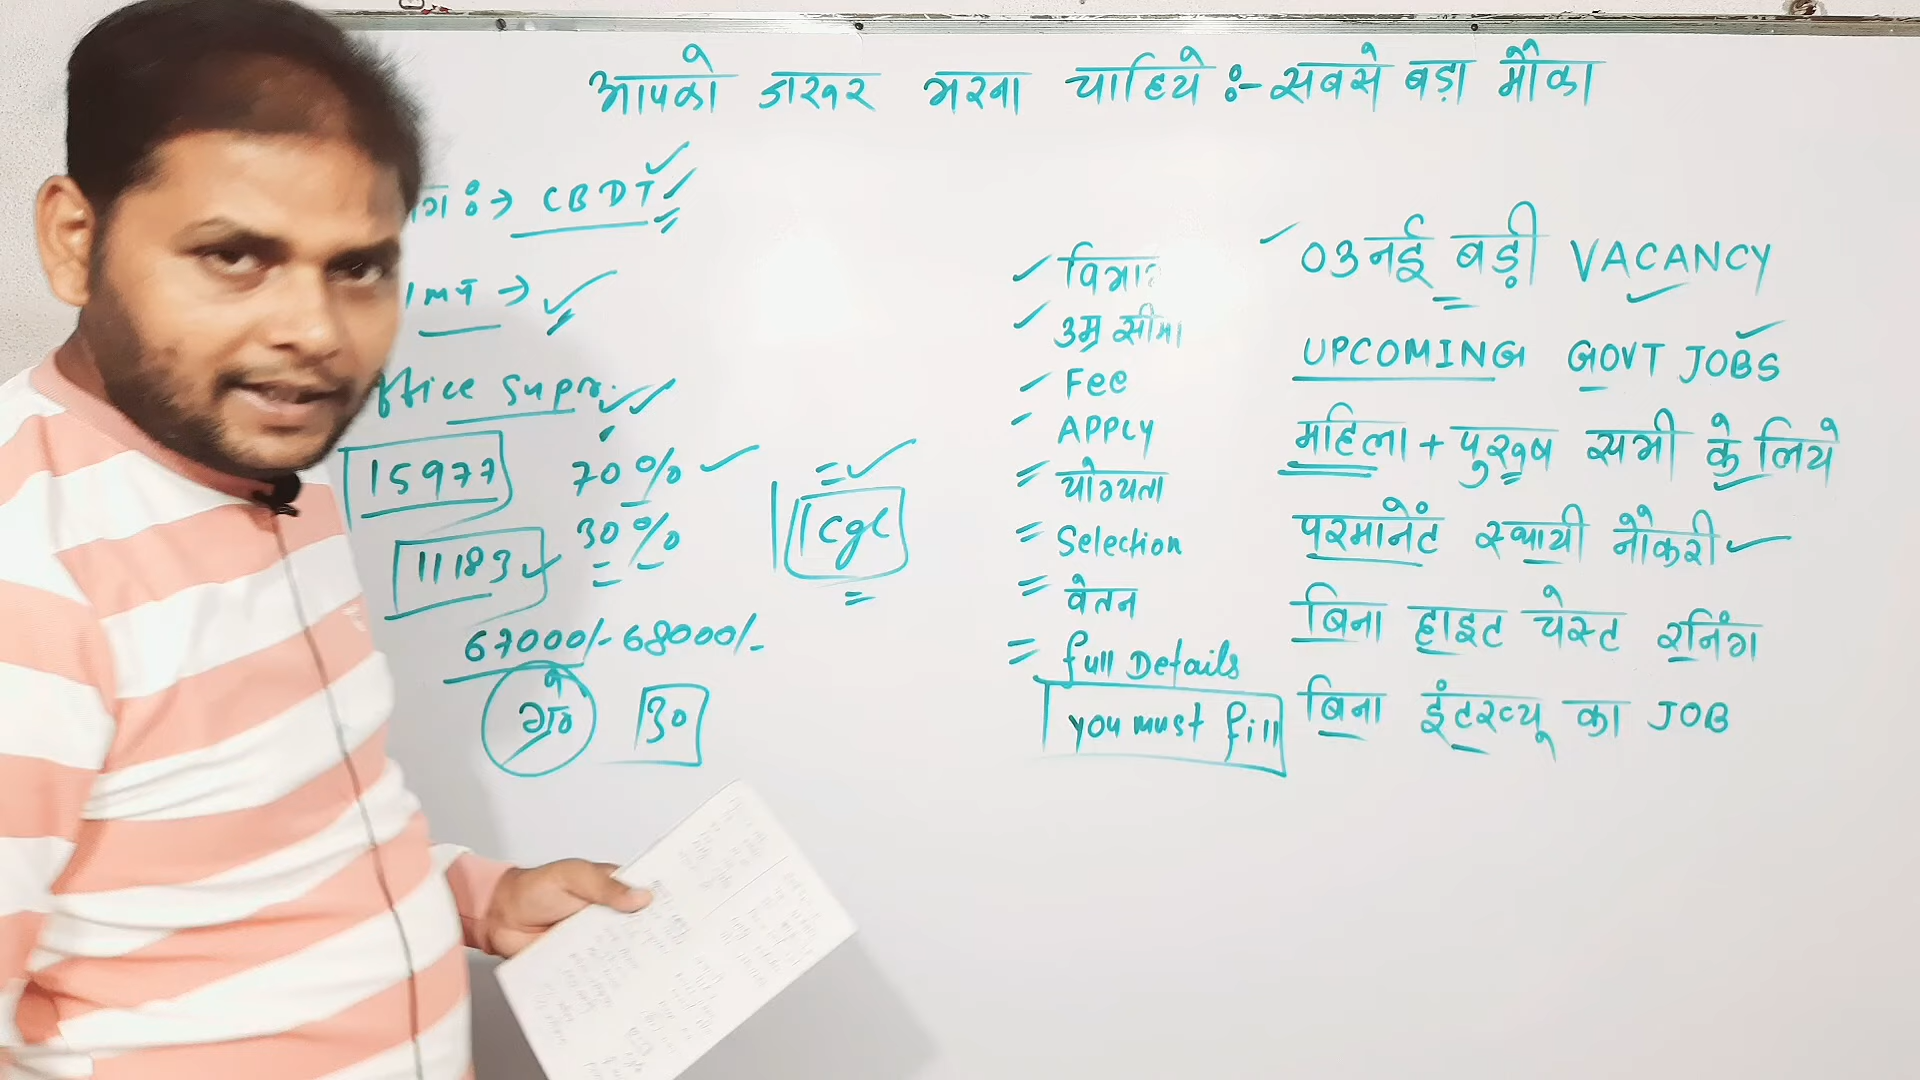 आपको जरूर भरना चाहिये :- सबसे बड़ा मौका
ाग :→ CBDT
→
ffice Supr.
15977 70%
11183 30%
67000/- 68000/-
30
cgl
विभा
उम्र सीमा
Fee
APPLY
योग्यता
Selection
वेतन
full Details
you must fill
03 नई बड़ी VACANCY
UPCOMING GOVT JOBS
महिला + पुरुष सभी के लिये
परमानेंट स्थायी नौकरी
बिना हाइट चेस्ट रनिंग
बिना इंटरव्यू का JOB